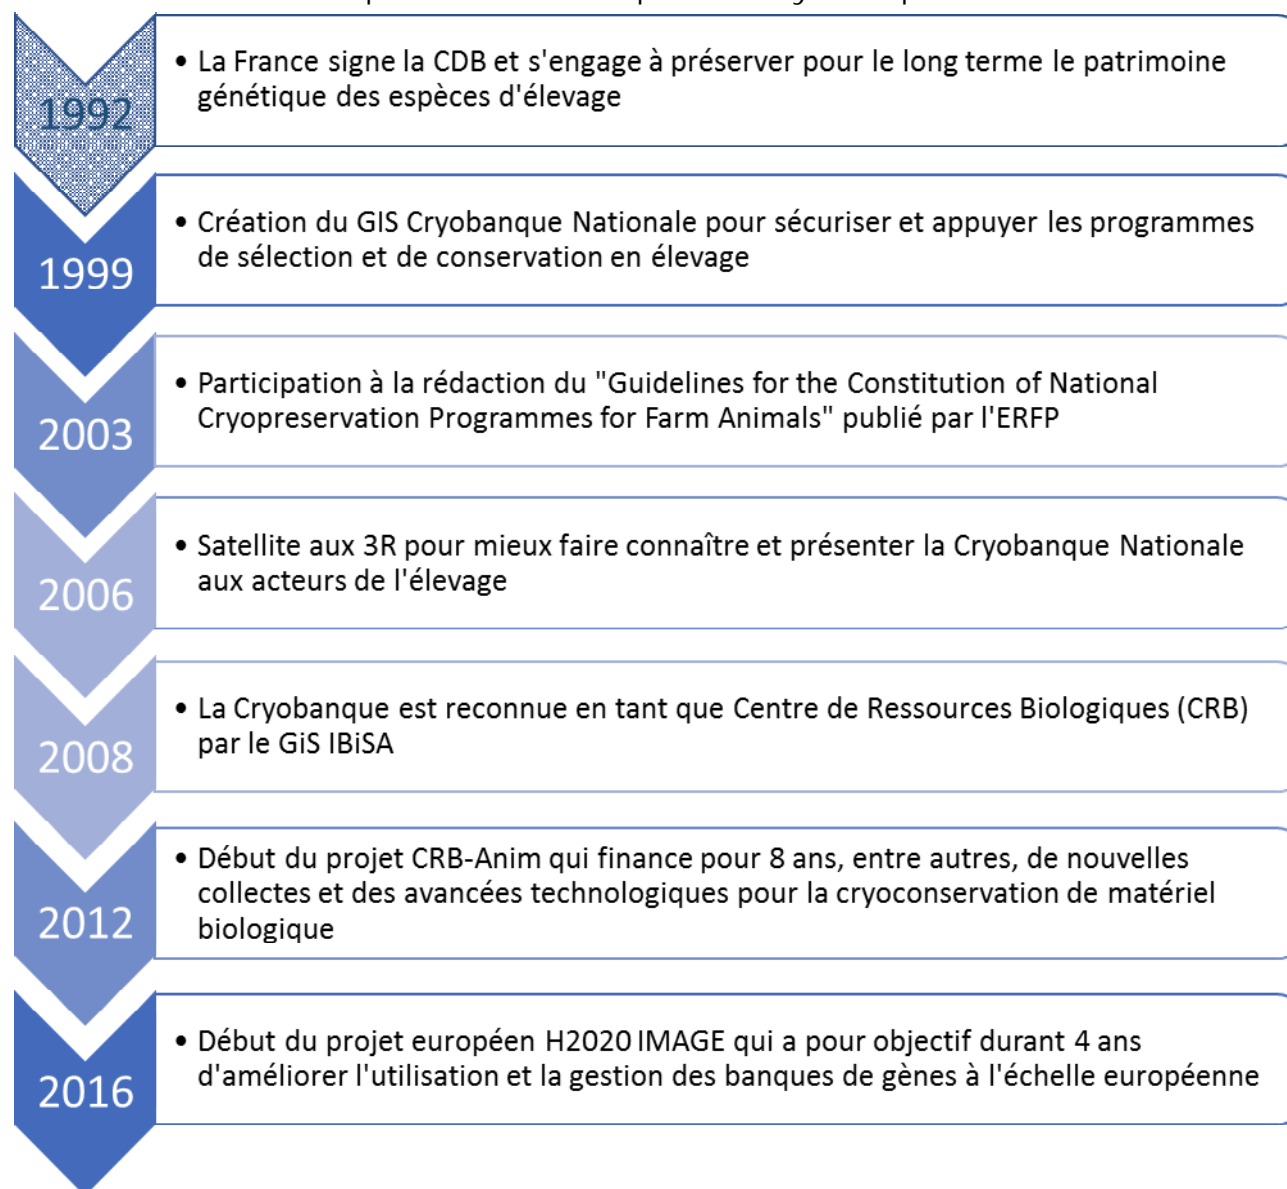 1992
• La France signe la CDB et s'engage à préserver pour le long terme le patrimoine
génétique des espèces d'élevage
1999
• Création du GIS Cryobanque Nationale pour sécuriser et appuyer les programmes
de sélection et de conservation en élevage
2003
• Participation à la rédaction du "Guidelines for the Constitution of National
Cryopreservation Programmes for Farm Animals" publié par l'ERFP
2006
• Satellite aux 3R pour mieux faire connaître et présenter la Cryobanque Nationale
aux acteurs de l'élevage
2008
• La Cryobanque est reconnue en tant que Centre de Ressources Biologiques (CRB)
par le GiS IBiSA
2012
• Début du projet CRB-Anim qui finance pour 8 ans, entre autres, de nouvelles
collectes et des avancées technologiques pour la cryoconservation de matériel
biologique
2016
• Début du projet européen H2020 IMAGE qui a pour objectif durant 4 ans
d'améliorer l'utilisation et la gestion des banques de gènes à l'échelle européenne